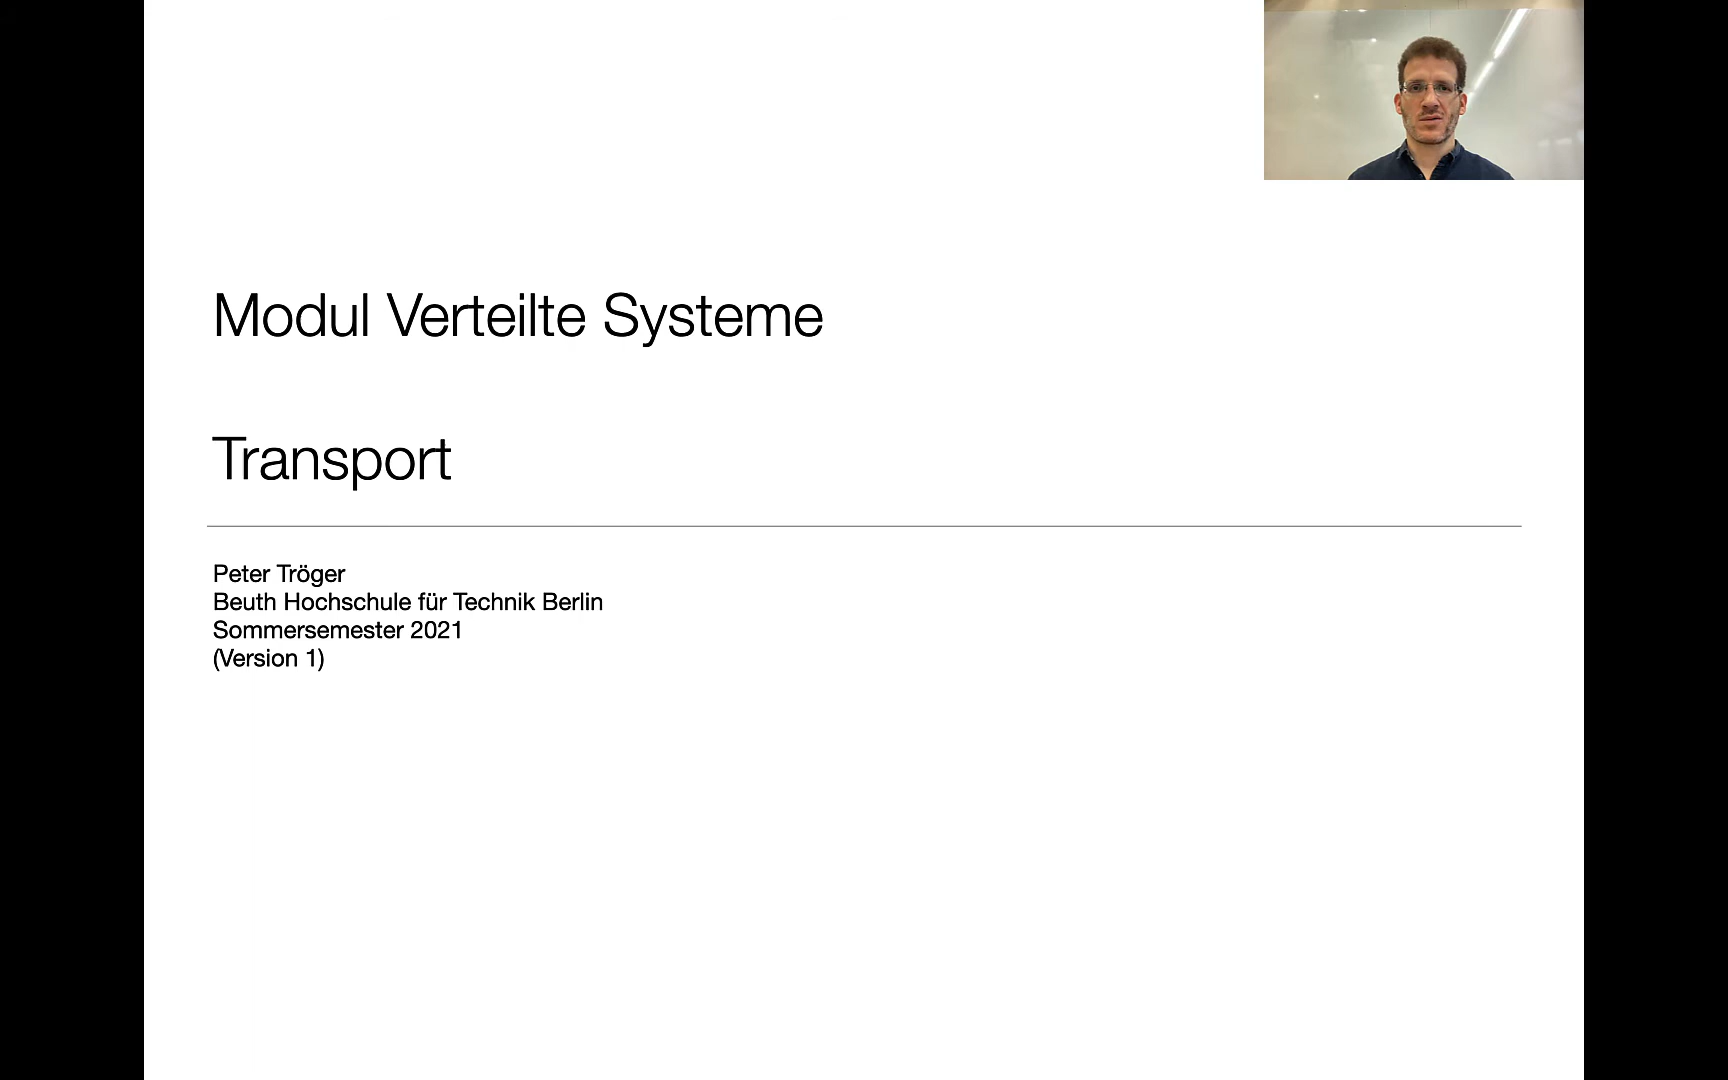 Modul Verteilte Systeme
Transport
Peter Tröger
Beuth Hochschule für Technik Berlin
Sommersemester 2021
(Version 1)